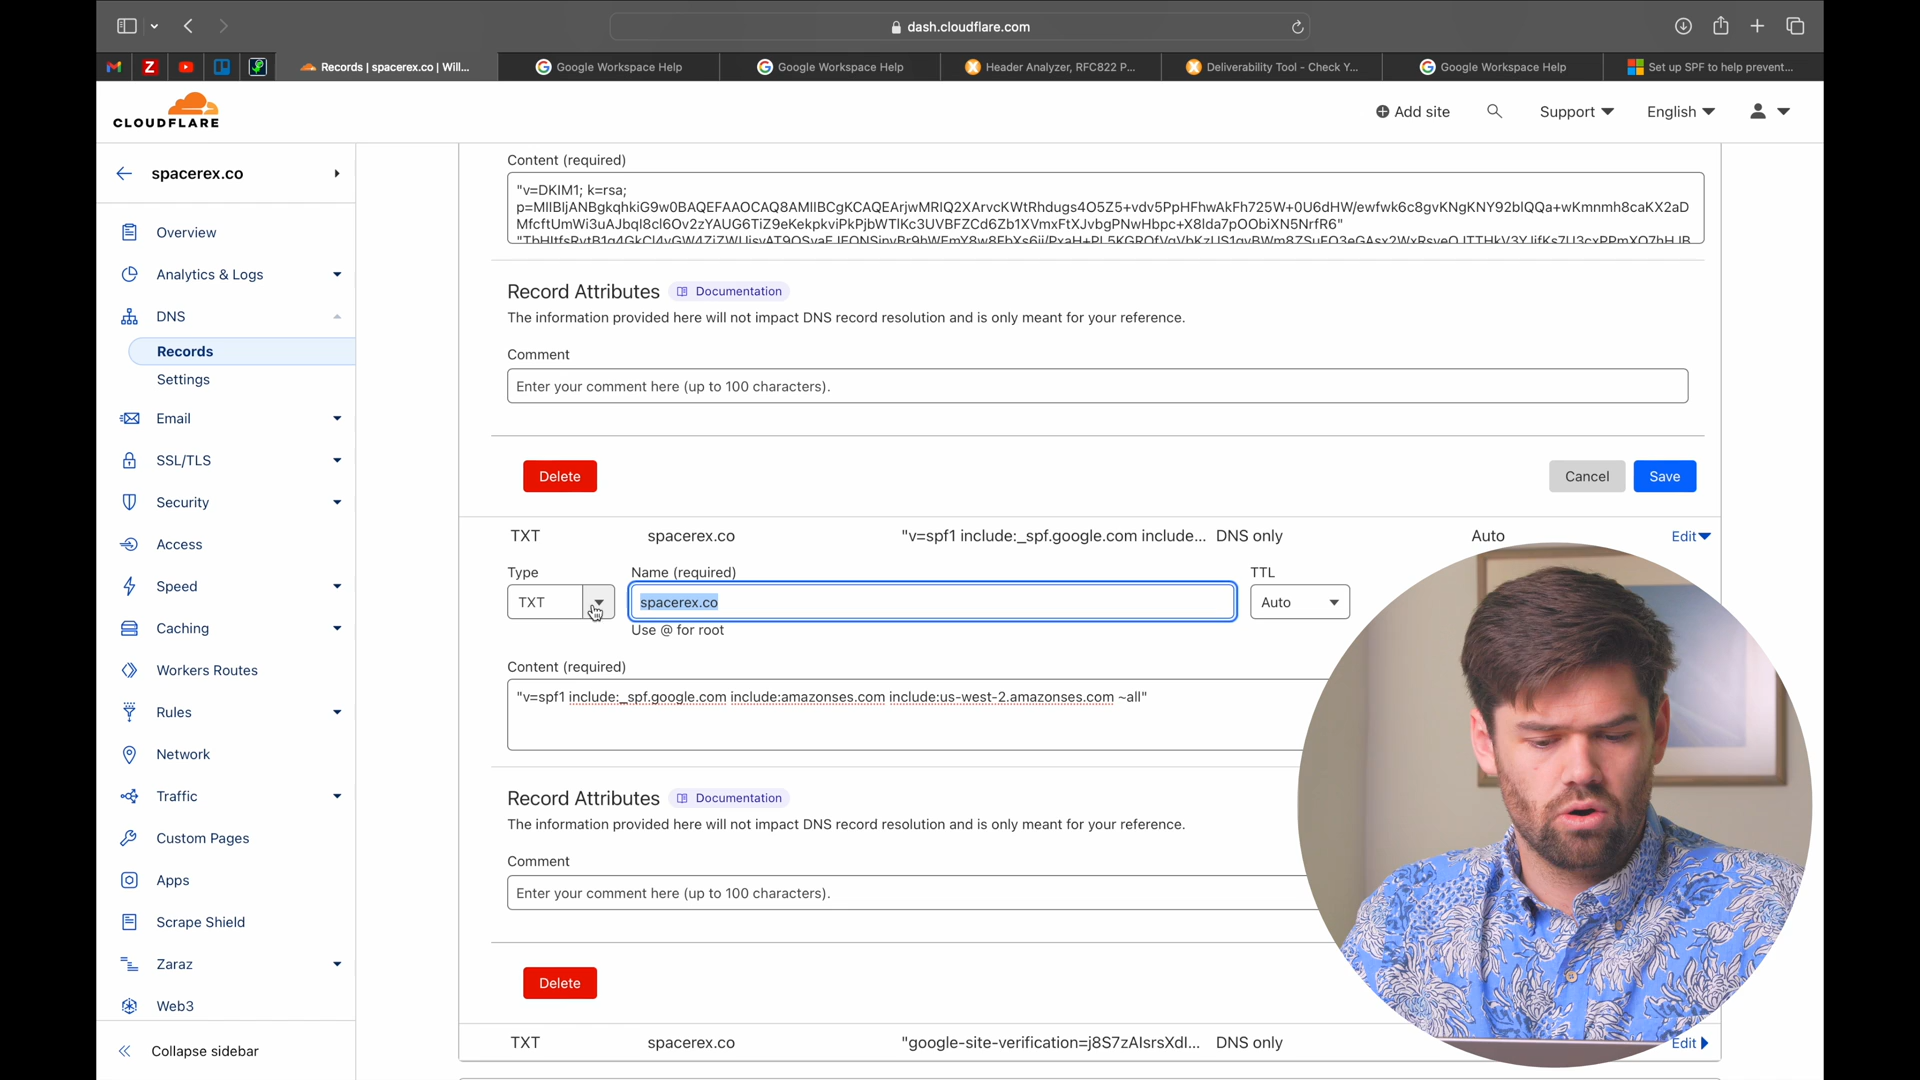 dash.cloudflare.com
Records | spacerex.co | Will...
Google Workspace Help
Google Workspace Help
Header Analyzer, RFC822 P...
Deliverability Tool - Check Y...
Google Workspace Help
Set up SPF to help prevent...
CLOUDFLARE
Add site
Support
English
spacerex.co
Overview
Analytics & Logs
DNS
Records
Settings
Email
SSL/TLS
Security
Access
Speed
Caching
Workers Routes
Rules
Network
Traffic
Custom Pages
Apps
Scrape Shield
Zaraz
Web3
Collapse sidebar
Content (required)
"v=DKIM1; k=rsa;
Record Attributes
Documentation
The information provided here will not impact DNS record resolution and is only meant for your reference.
Comment
Enter your comment here (up to 100 characters).
Delete
Cancel
Save
TXT spacerex.co "v=spf1 include:_spf.google.com include... DNS only Auto Edit
Type
Name (required)
TTL
TXT
spacerex.co
Auto
Use @ for root
Content (required)
"v=spf1 include:_spf.google.com include:amazonses.com include:us-west-2.amazonses.com ~all"
Record Attributes
Documentation
The information provided here will not impact DNS record resolution and is only meant for your reference.
Comment
Enter your comment here (up to 100 characters).
Delete
TXT spacerex.co "google-site-verification=j8S7zAIsrsXdI... DNS only Edit